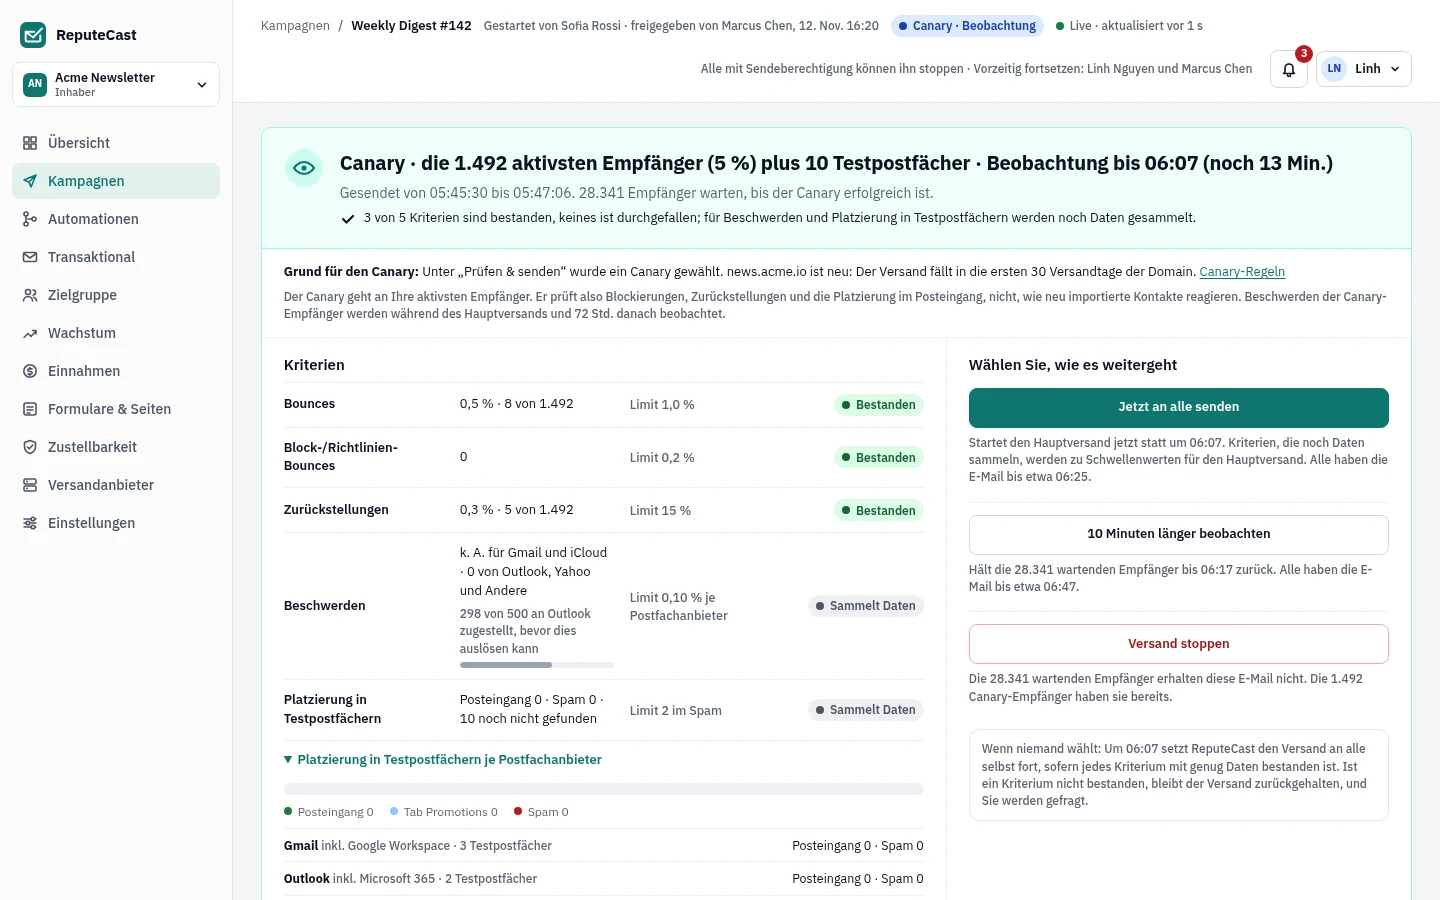 ReputeCast
AN
Acme Newsletter
Inhaber
Übersicht
Kampagnen
Automationen
Transaktional
Zielgruppe
Wachstum
Einnahmen
Formulare & Seiten
Zustellbarkeit
Versandanbieter
Einstellungen
Kampagnen / Weekly Digest #142 Gestartet von Sofia Rossi · freigegeben von Marcus Chen, 12. Nov. 16:20 Canary · Beobachtung Live · aktualisiert vor 1 s
Alle mit Sendeberechtigung können ihn stoppen · Vorzeitig fortsetzen: Linh Nguyen und Marcus Chen 3 LN Linh
Canary · die 1.492 aktivsten Empfänger (5 %) plus 10 Testpostfächer · Beobachtung bis 06:07 (noch 13 Min.)
Gesendet von 05:45:30 bis 05:47:06. 28.341 Empfänger warten, bis der Canary erfolgreich ist.
3 von 5 Kriterien sind bestanden, keines ist durchgefallen; für Beschwerden und Platzierung in Testpostfächern werden noch Daten gesammelt.
Grund für den Canary: Unter „Prüfen & senden“ wurde ein Canary gewählt. news.acme.io ist neu: Der Versand fällt in die ersten 30 Versandtage der Domain. Canary-Regeln
Der Canary geht an Ihre aktivsten Empfänger. Er prüft also Blockierungen, Zurückstellungen und die Platzierung im Posteingang, nicht, wie neu importierte Kontakte reagieren. Beschwerden der Canary-
Empfänger werden während des Hauptversands und 72 Std. danach beobachtet.
Kriterien
Bounces 0,5 % · 8 von 1.492 Limit 1,0 % Bestanden
Block-/Richtlinien-
Bounces
0 Limit 0,2 % Bestanden
Zurückstellungen 0,3 % · 5 von 1.492 Limit 15 % Bestanden
Beschwerden
k. A. für Gmail und iCloud
· 0 von Outlook, Yahoo
und Andere
298 von 500 an Outlook
zugestellt, bevor dies
auslösen kann
Limit 0,10 % je
Postfachanbieter
Sammelt Daten
Platzierung in
Testpostfächern
Posteingang 0 · Spam 0 ·
10 noch nicht gefunden
Limit 2 im Spam
Sammelt Daten
Platzierung in Testpostfächern je Postfachanbieter
Posteingang 0 Tab Promotions 0 Spam 0
Gmail inkl. Google Workspace · 3 Testpostfächer Posteingang 0 · Spam 0
Outlook inkl. Microsoft 365 · 2 Testpostfächer Posteingang 0 · Spam 0
Wählen Sie, wie es weitergeht
Jetzt an alle senden
Startet den Hauptversand jetzt statt um 06:07. Kriterien, die noch Daten
sammeln, werden zu Schwellenwerten für den Hauptversand. Alle haben die
E-Mail bis etwa 06:25.
10 Minuten länger beobachten
Hält die 28.341 wartenden Empfänger bis 06:17 zurück. Alle haben die E-
Mail bis etwa 06:47.
Versand stoppen
Die 28.341 wartenden Empfänger erhalten diese E-Mail nicht. Die 1.492
Canary-Empfänger haben sie bereits.
Wenn niemand wählt: Um 06:07 setzt ReputeCast den Versand an alle
selbst fort, sofern jedes Kriterium mit genug Daten bestanden ist. Ist
ein Kriterium nicht bestanden, bleibt der Versand zurückgehalten, und
Sie werden gefragt.